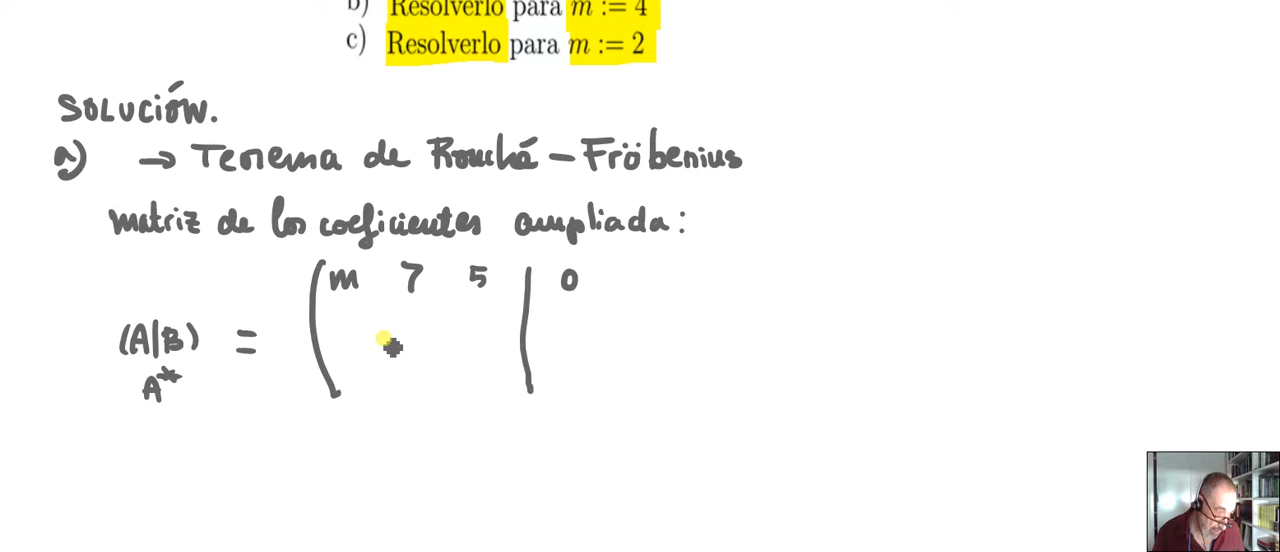 b) Resolverlo para m := 4
c) Resolverlo para m := 2
SOLUCIÓN.
a) → Teorema de Rouché – Fröbenius
matriz de los coeficientes ampliada:
m 7 5 | 0
(A|B) =
A*